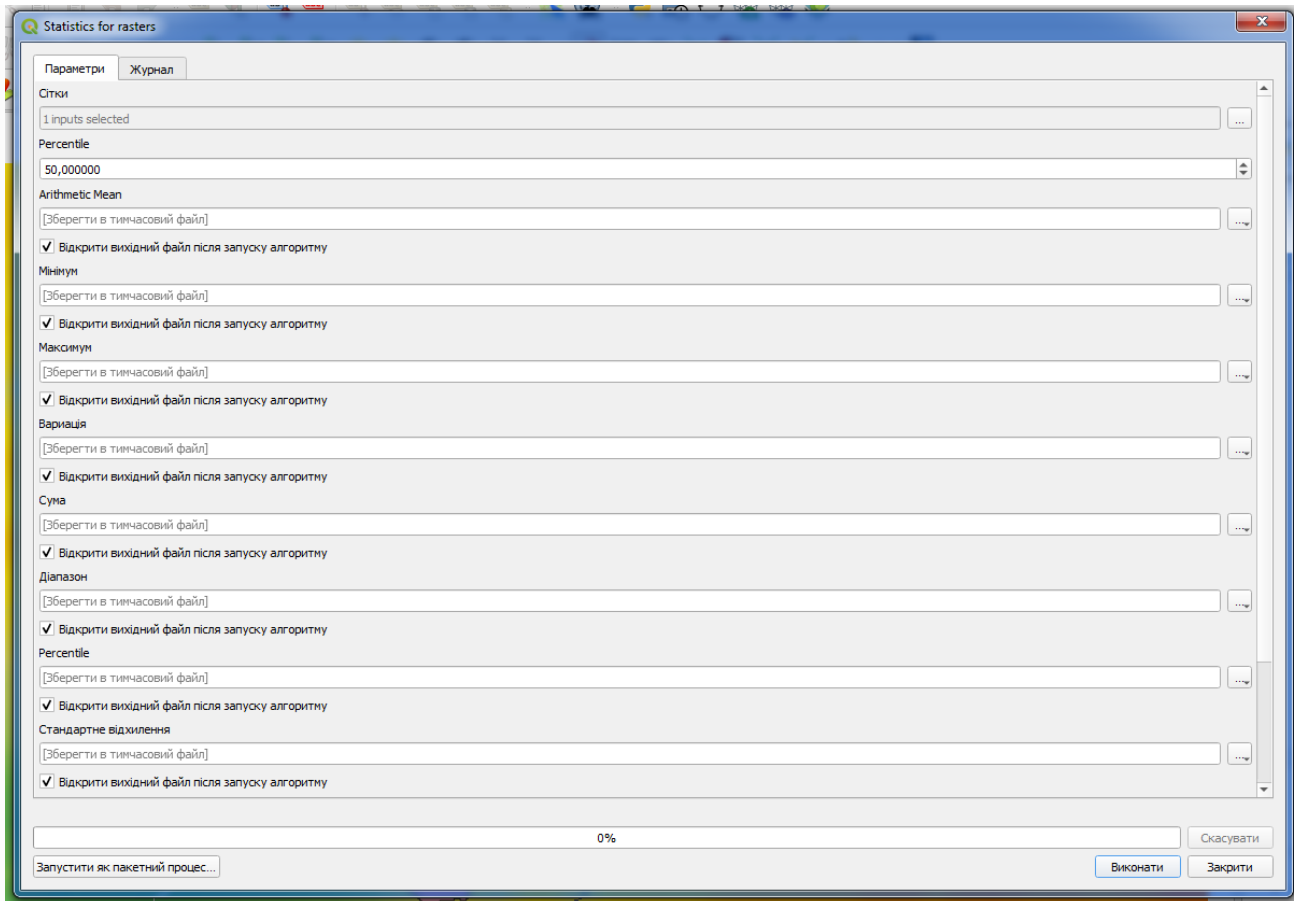 Statistics for rasters
Параметри
Журнал
Сітки
1 inputs selected
...
Percentile
50,000000
Arithmetic Mean
[Зберегти в тимчасовий файл]
...
Відкрити вихідний файл після запуску алгоритму
Мінімум
[Зберегти в тимчасовий файл]
...
Відкрити вихідний файл після запуску алгоритму
Максимум
[Зберегти в тимчасовий файл]
...
Відкрити вихідний файл після запуску алгоритму
Вариація
[Зберегти в тимчасовий файл]
...
Відкрити вихідний файл після запуску алгоритму
Сума
[Зберегти в тимчасовий файл]
...
Відкрити вихідний файл після запуску алгоритму
Діапазон
[Зберегти в тимчасовий файл]
...
Відкрити вихідний файл після запуску алгоритму
Percentile
[Зберегти в тимчасовий файл]
...
Відкрити вихідний файл після запуску алгоритму
Стандартне відхилення
[Зберегти в тимчасовий файл]
...
Відкрити вихідний файл після запуску алгоритму
0%
Скасувати
Запустити як пакетний процес...
Виконати
Закрити